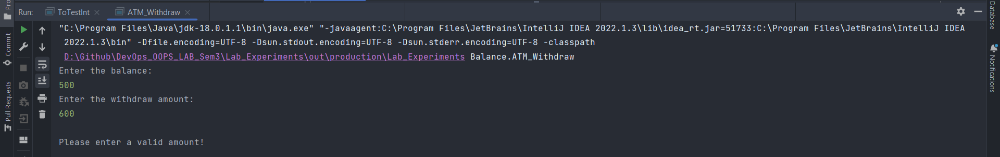 Pro
Commit
Pull Requests
Run: ToTestInt ATM_Withdraw
"C:\Program Files\Java\jdk-18.0.1.1\bin\java.exe" "-javaagent:C:\Program Files\JetBrains\IntelliJ IDEA 2022.1.3\lib\idea_rt.jar=51733:C:\Program Files\JetBrains\IntelliJ IDEA
2022.1.3\bin" -Dfile.encoding=UTF-8 -Dsun.stdout.encoding=UTF-8 -Dsun.stderr.encoding=UTF-8 -classpath
D:\Github\DevOps_OOPS_LAB_Sem3\Lab_Experiments\out\production\Lab_Experiments Balance.ATM_Withdraw
Enter the balance:
500
Enter the withdraw amount:
600
Please enter a valid amount!
Database
Notifications